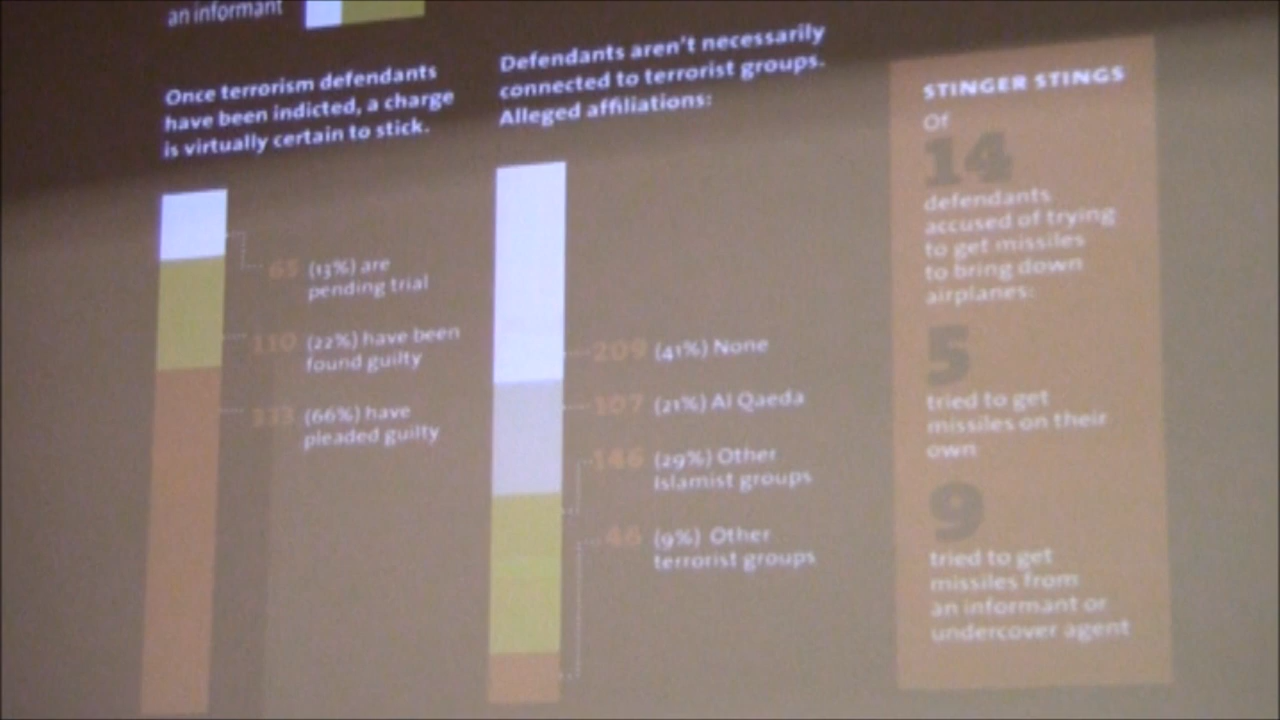 an informant
Once terrorism defendants
have been indicted, a charge
is virtually certain to stick.
65 (13%) are
pending trial
110 (22%) have been
found guilty
333 (66%) have
pleaded guilty
Defendants aren't necessarily
connected to terrorist groups.
Alleged affiliations:
209 (41%) None
107 (21%) Al Qaeda
146 (29%) Other
Islamist groups
46 (9%) Other
terrorist groups
STINGER STINGS
Of
14
defendants
accused of trying
to get missiles
to bring down
airplanes:
5
tried to get
missiles on their
own
9
tried to get
missiles from
an informant or
undercover agent